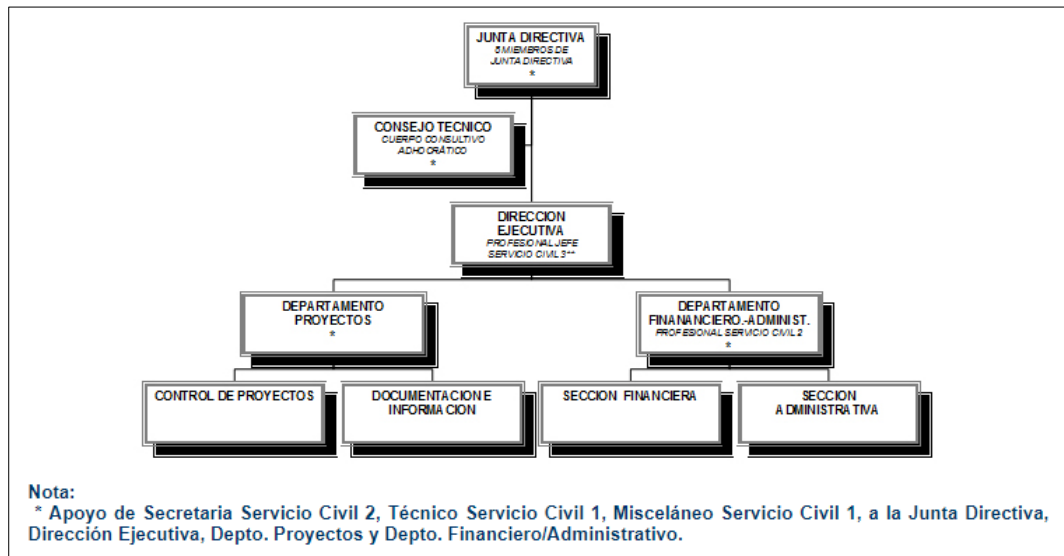 JUNTA DIRECTIVA
5 MIEMBROS DE
JUNTA DIRECTIVA
*
CONSEJO TECNICO
CUERPO CONSULTIVO
ADHOCRÁTICO
*
DIRECCION
EJECUTIVA
PROFESIONAL JEFE
SERVICIO CIVIL 3**
DEPARTAMENTO
PROYECTOS
*
DEPARTAMENTO
FINANANCIERO.-ADMINIST.
PROFESIONAL SERVICIO CIVIL 2
*
CONTROL DE PROYECTOS
DOCUMENTACION E
INFORMACION
SECCION FINANCIERA
SECCION
ADMINISTRATIVA
Nota:
* Apoyo de Secretaria Servicio Civil 2, Técnico Servicio Civil 1, Misceláneo Servicio Civil 1, a la Junta Directiva,
Dirección Ejecutiva, Depto. Proyectos y Depto. Financiero/Administrativo.